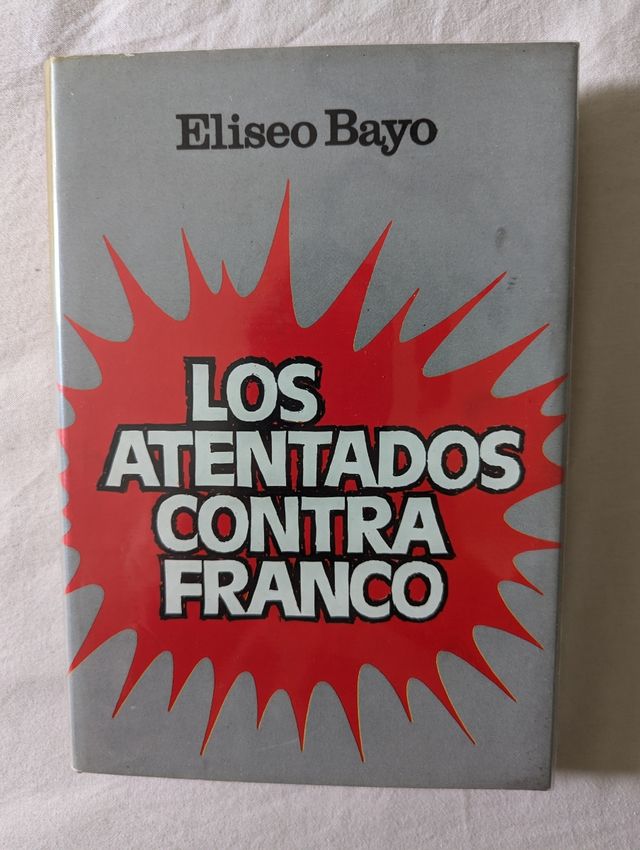 Eliseo Bayo
LOS
ATENTADOS
CONTRA
FRANCO